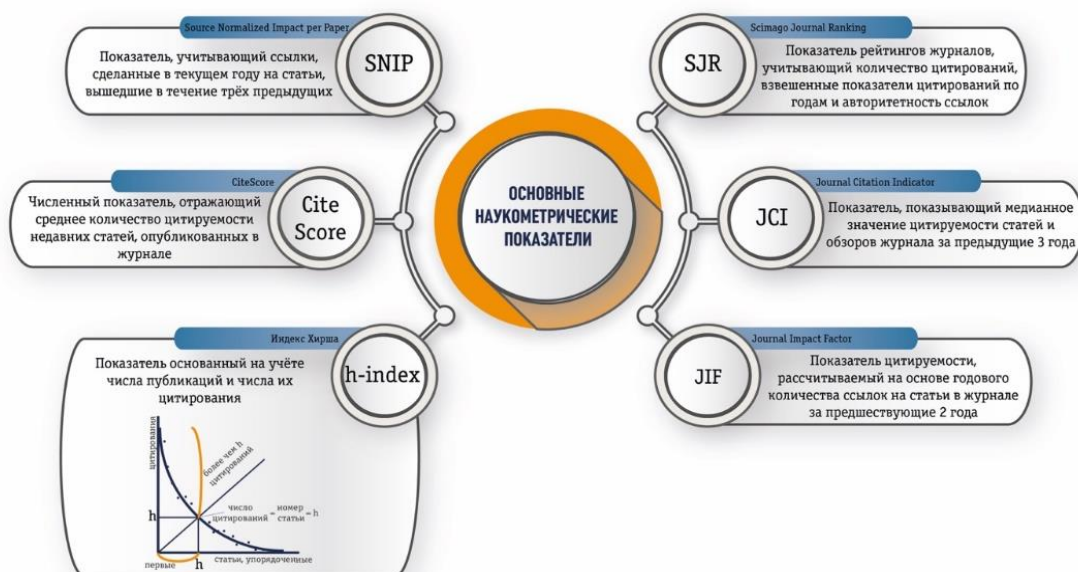 Source Normalized Impact per Paper
SNIP
Показатель, учитывающий ссылки,
сделанные в текущем году на статьи,
вышедшие в течение трёх предыдущих
CiteScore
Cite
Score
Численный показатель, отражающий
среднее количество цитируемости
недавних статей, опубликованных в
журнале
Индекс Хирша
h-index
Показатель основанный на учёте
числа публикаций и числа их
цитирования
цитирования
более чем h
цитирований
число
цитирований = номер
статьи = h
h
h
первые
статьи, упорядоченные
ОСНОВНЫЕ
НАУКОМЕТРИЧЕСКИЕ
ПОКАЗАТЕЛИ
Scimago Journal Ranking
SJR
Показатель рейтингов журналов,
учитывающий количество цитирований,
взвешенные показатели цитирований по
годам и авторитетность ссылок
Journal Citation Indicator
JCI
Показатель, показывающий медианное
значение цитируемости статей и
обзоров журнала за предыдущие 3 года
Journal Impact Factor
JIF
Показатель цитируемости,
рассчитываемый на основе годового
количества ссылок на статьи в журнале
за предшествующие 2 года